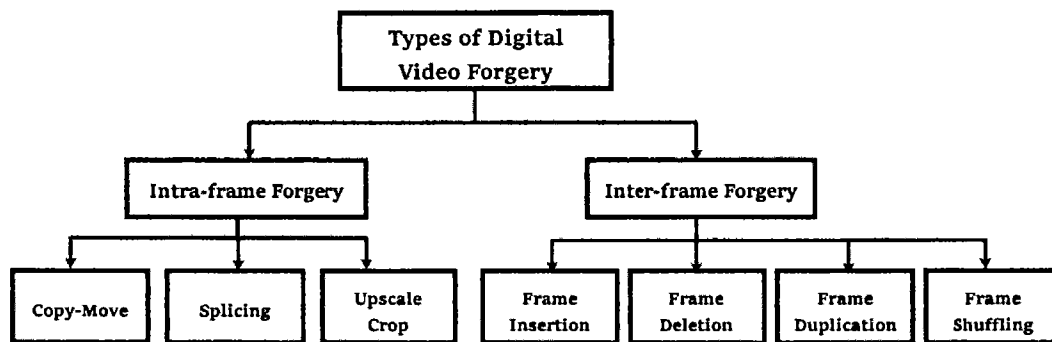 Types of Digital
Video Forgery
Intra-frame Forgery
Inter-frame Forgery
Copy-Move
Splicing
Upscale
Crop
Frame
Insertion
Frame
Deletion
Frame
Duplication
Frame
Shuffling